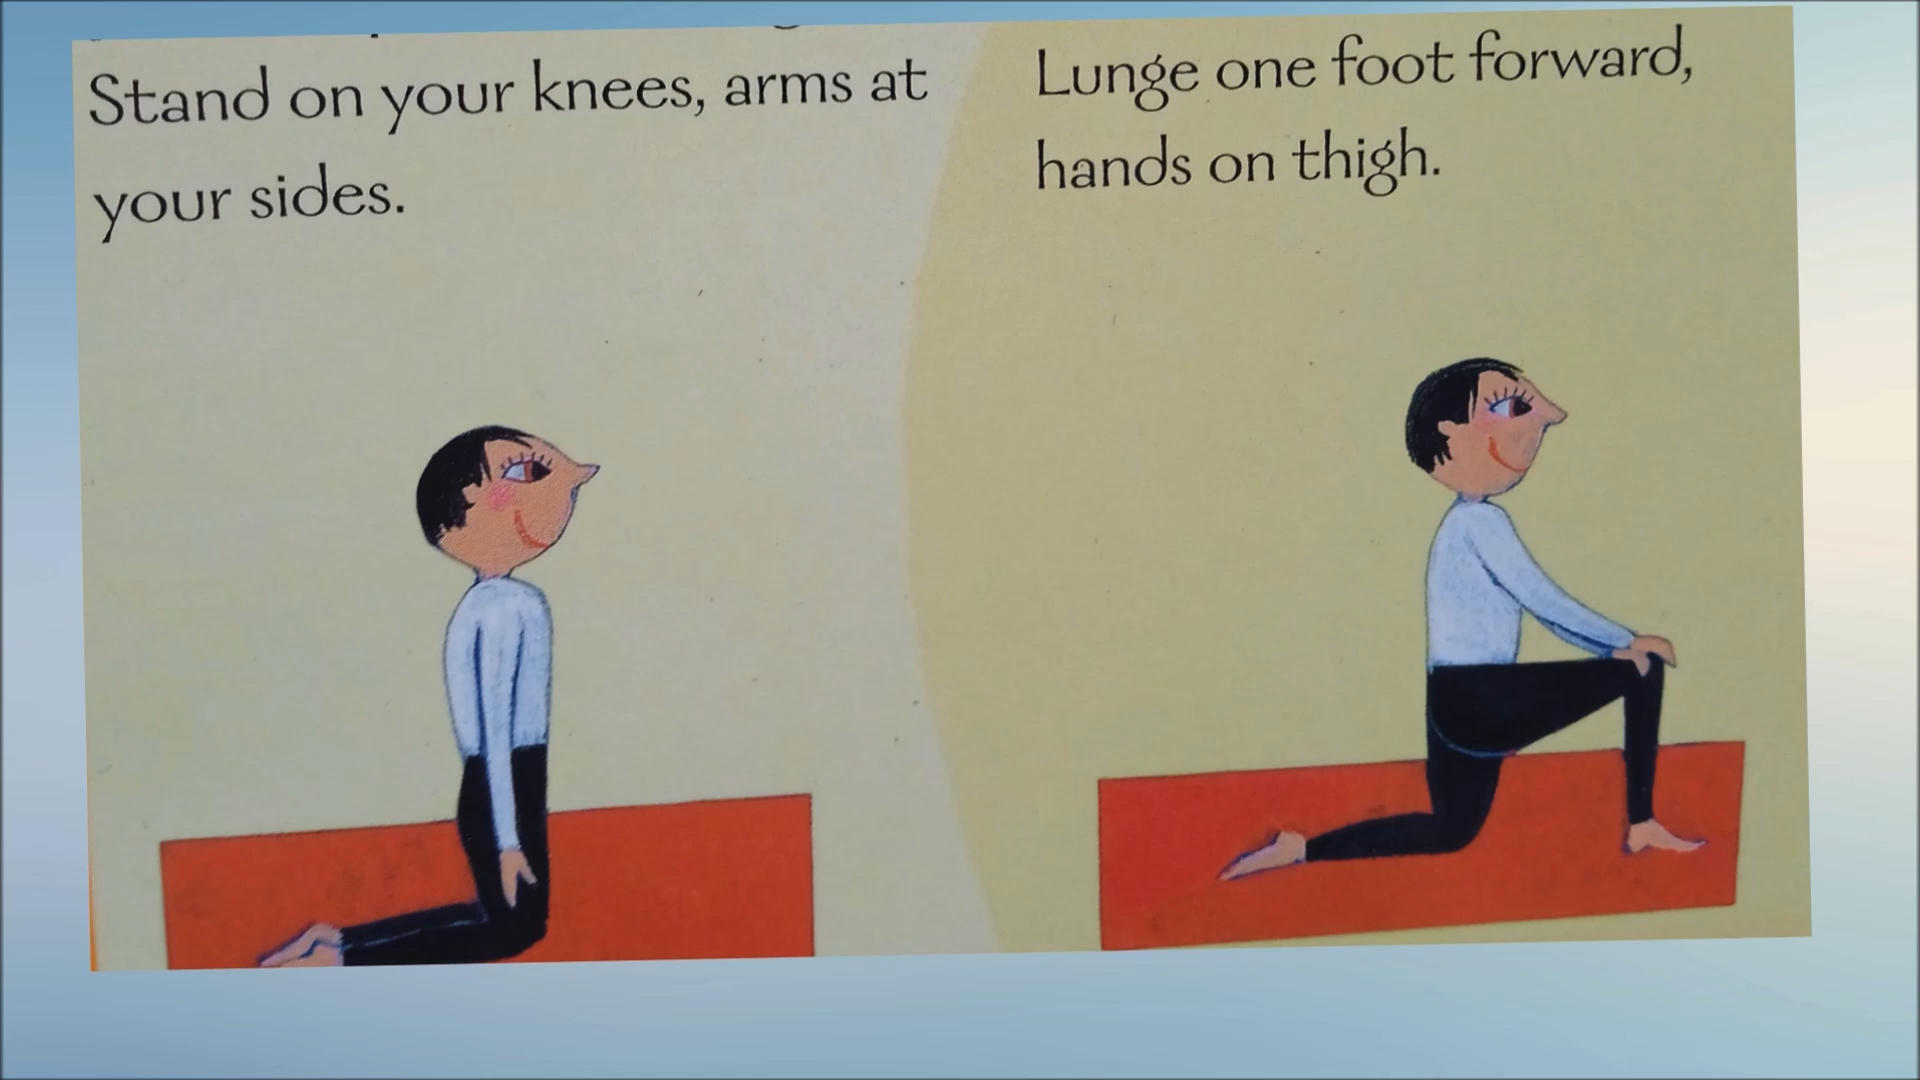 Stand on your knees, arms at
your sides.
Lunge one foot forward,
hands on thigh.